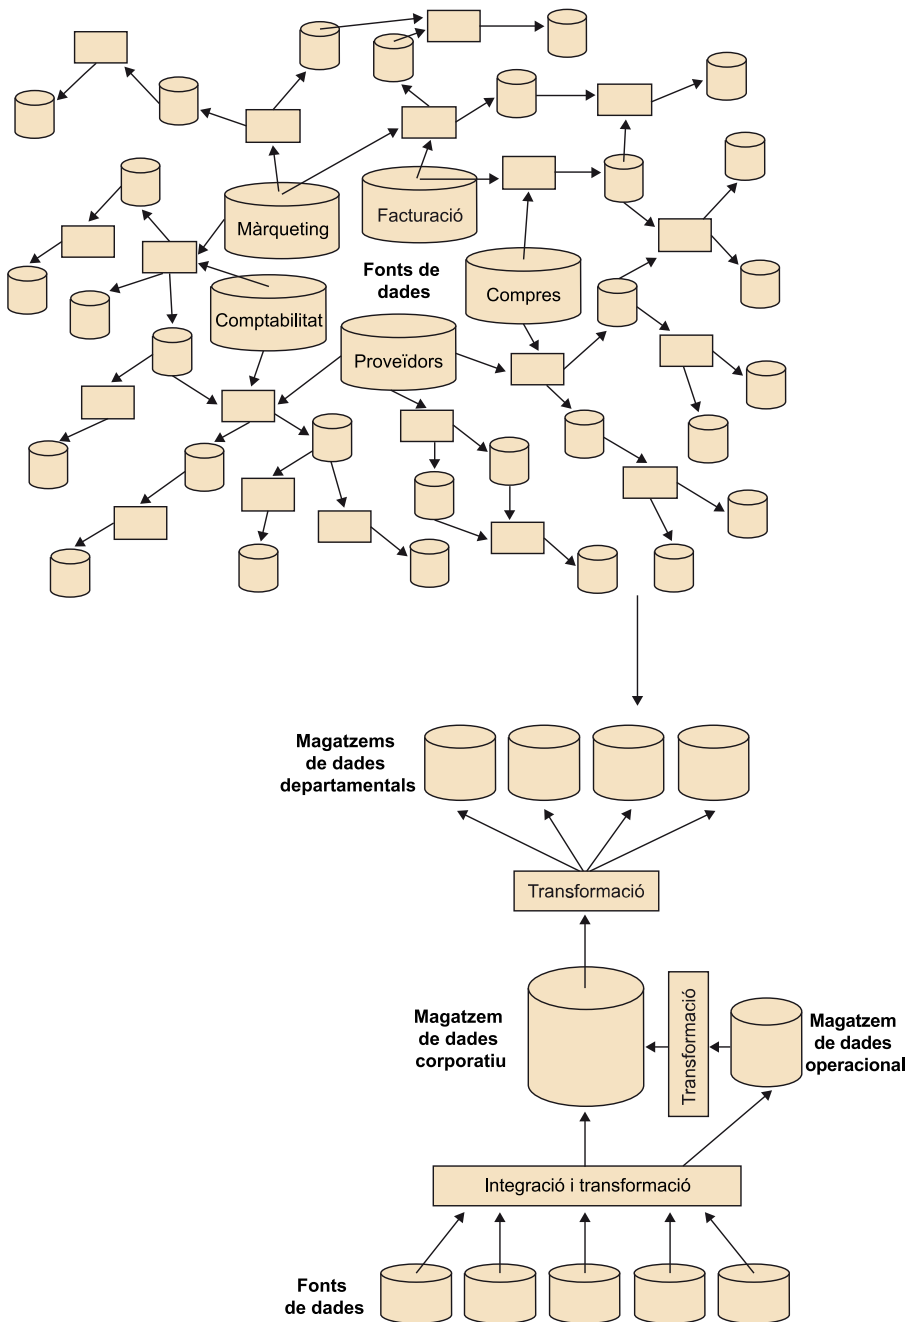 Màrqueting
Facturació
Fonts de
dades
Compres
Comptabilitat
Proveïdors
Magatzems
de dades
departamentals
Transformació
Magatzem
de dades
corporatiu
Transformació
Magatzem
de dades
operacional
Integració i transformació
Fonts
de dades